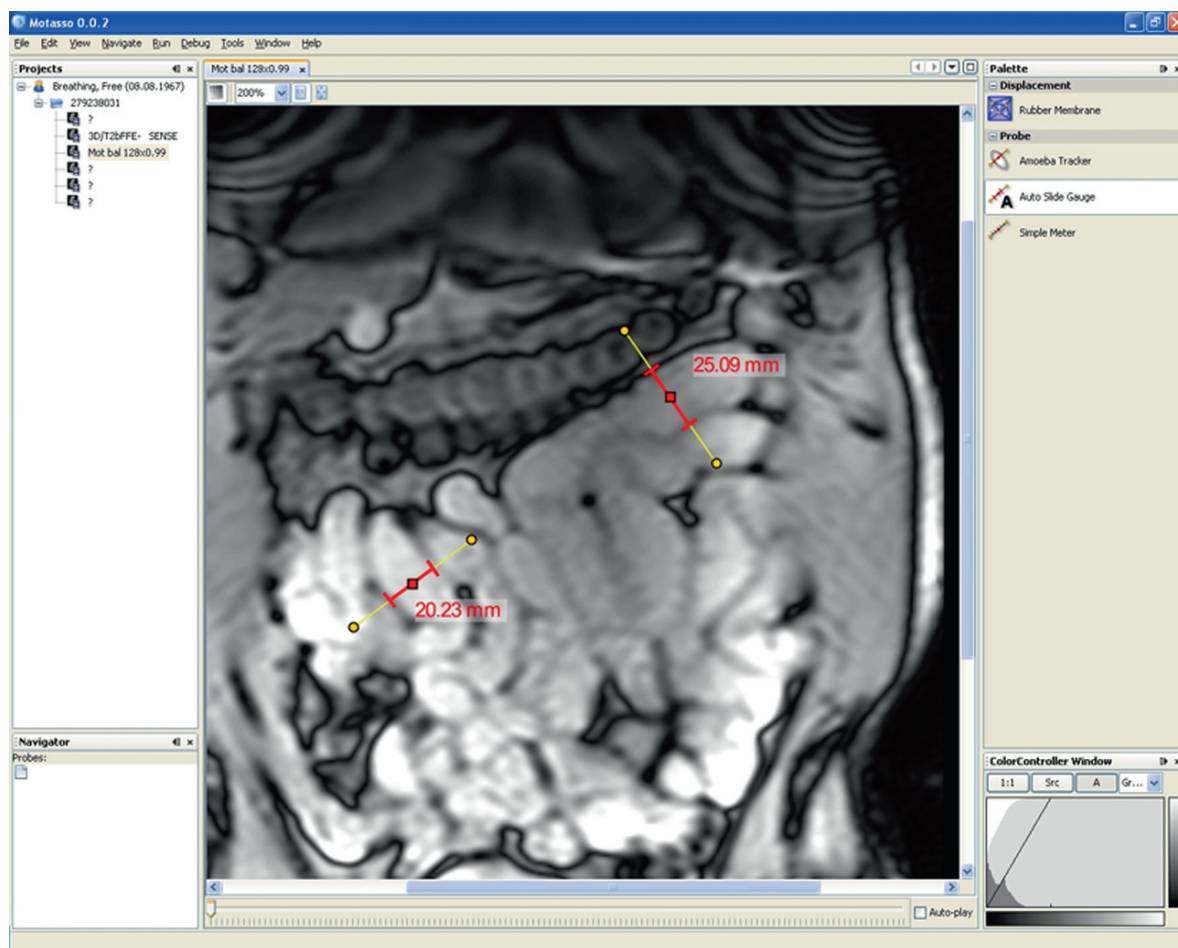 Motasso 0.0.2
File Edit View Navigate Run Debug Tools Window Help
Projects
Breathing, Free (08.08.1967)
279238031
?
3D/T2bFFE- SENSE
Mot bal 128x0.99
?
?
?
Navigator
Probes:
Mot bal 128x0.99
200%
25.09 mm
20.23 mm
Auto-play
Palette
Displacement
Rubber Membrane
Probe
Amoeba Tracker
A Auto Slide Gauge
Simple Meter
ColorController Window
1:1 Src A Gr...